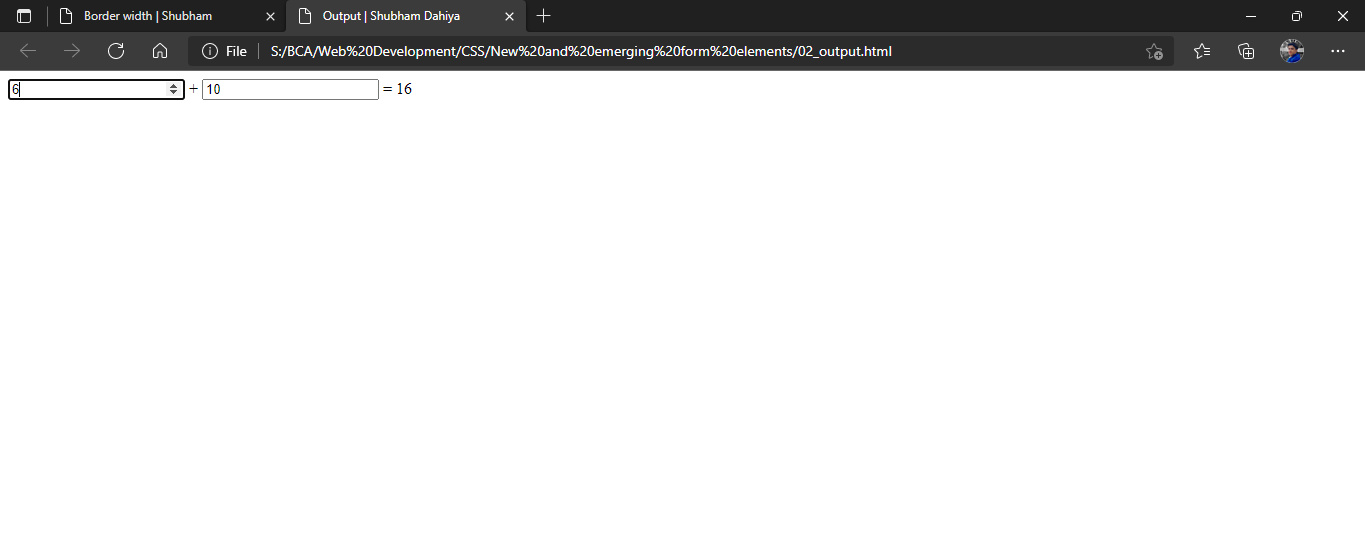 Border width | Shubham
Output | Shubham Dahiya
File
S:/BCA/Web%20Development/CSS/New%20and%20emerging%20form%20elements/02_output.html
6 + 10 = 16